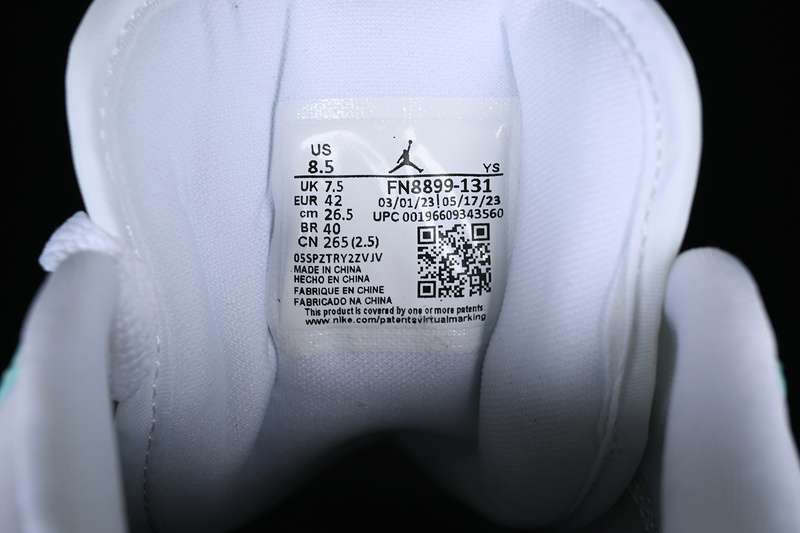 US
8.5 YS
UK 7.5 FN8899-131
EUR 42 03/01/23 05/17/23
cm 26.5 UPC 00196609343560
BR 40
CN 265 (2.5)
05SPZTRY2ZVJV
MADE IN CHINA
HECHO EN CHINA
FABRIQUE EN CHINE
FABRICADO NA CHINA
This product is covered by one or more patents
www.nike.com/patentsvirtualmarking